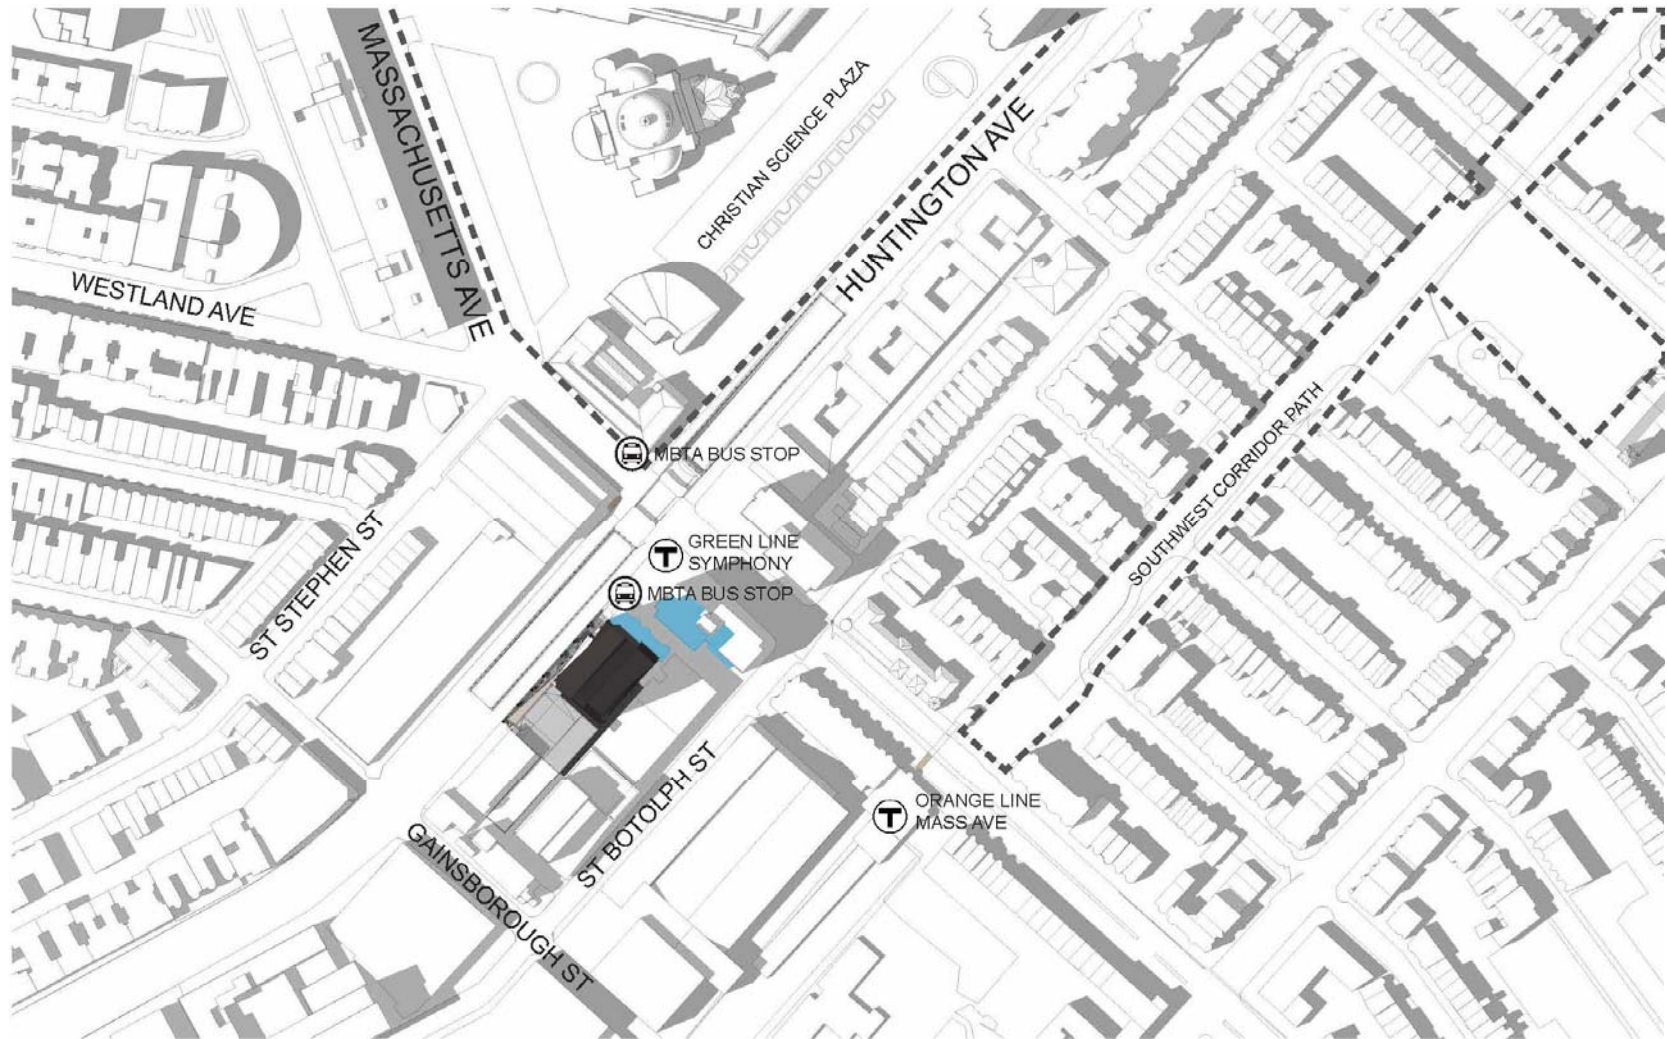 MASSACHUSETTS AVE
CHRISTIAN SCIENCE PLAZA
HUNTINGTON AVE
WESTLAND AVE
MBTA BUS STOP
SOUTHWEST CORRIDOR PATH
ST STEPHEN ST
T
GREEN LINE
SYMPHONY
MBTA BUS STOP
ST BOTOLPH ST
T
ORANGE LINE
MASS AVE
GAINSBOROUGH ST